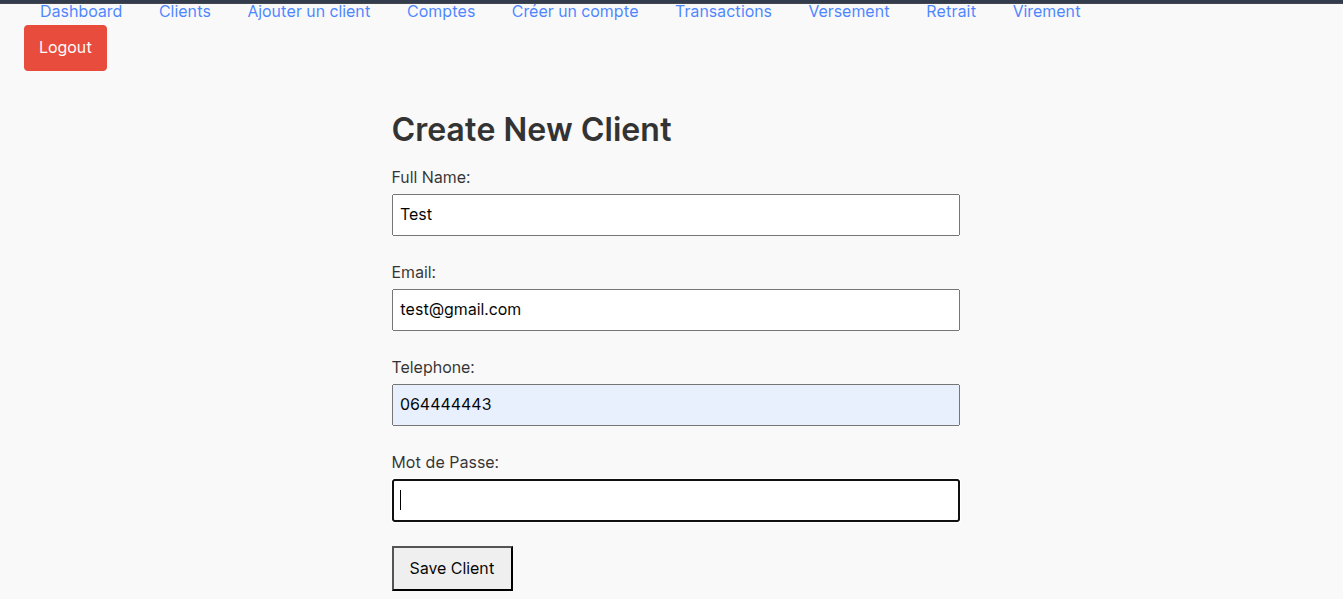 Dashboard Clients Ajouter un client Comptes Créer un compte Transactions Versement Retrait Virement
Logout
Create New Client
Full Name:
Test
Email:
test@gmail.com
Telephone:
064444443
Mot de Passe:
Save Client